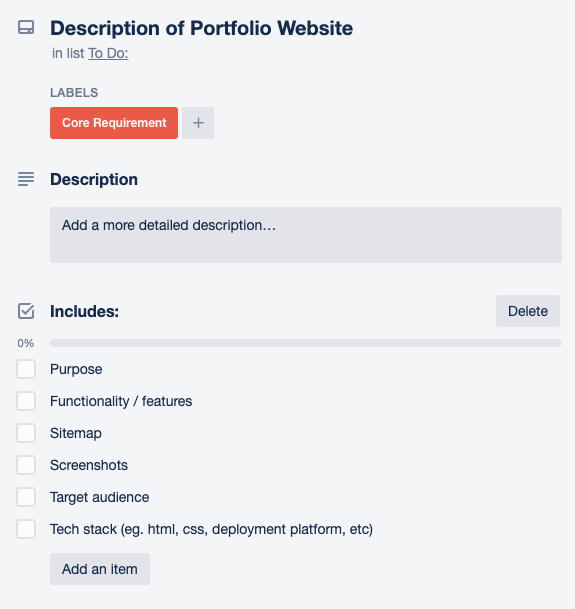 Description of Portfolio Website
in list To Do:
LABELS
Core Requirement +
Description
Add a more detailed description…
Includes: Delete
0%
Purpose
Functionality / features
Sitemap
Screenshots
Target audience
Tech stack (eg. html, css, deployment platform, etc)
Add an item